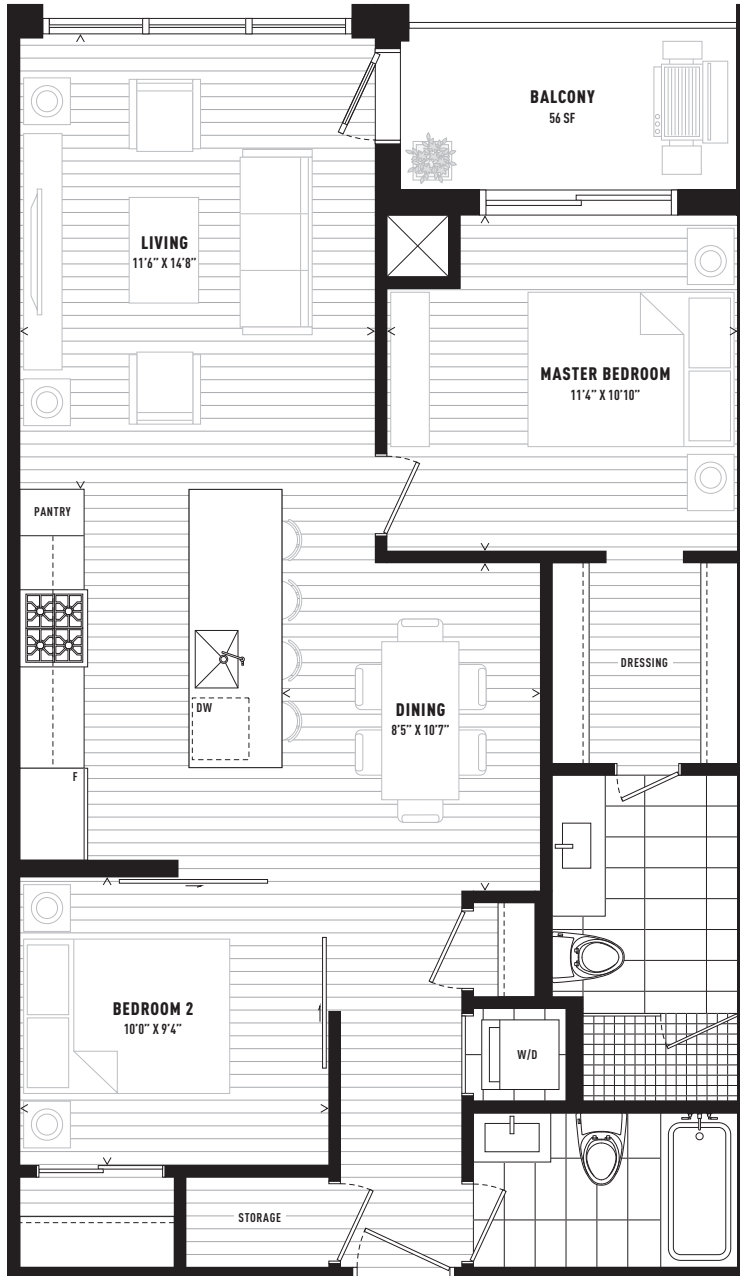 BALCONY
56 SF
LIVING
11'6" X 14'8"
MASTER BEDROOM
11'4" X 10'10"
PANTRY
DRESSING
DW
DINING
8'5" X 10'7"
F
BEDROOM 2
10'0" X 9'4"
W/D
STORAGE